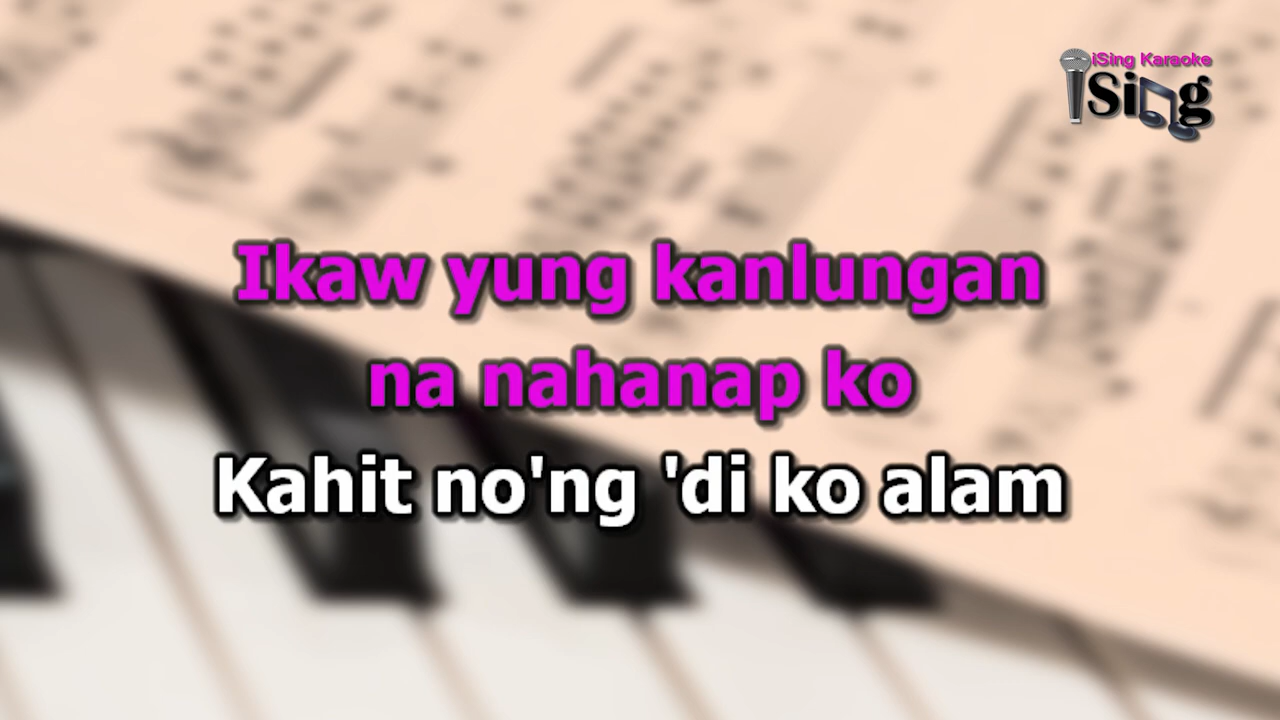 iSing Karaoke
iSing
Ikaw yung kanlungan
na nahanap ko
Kahit no'ng 'di ko alam